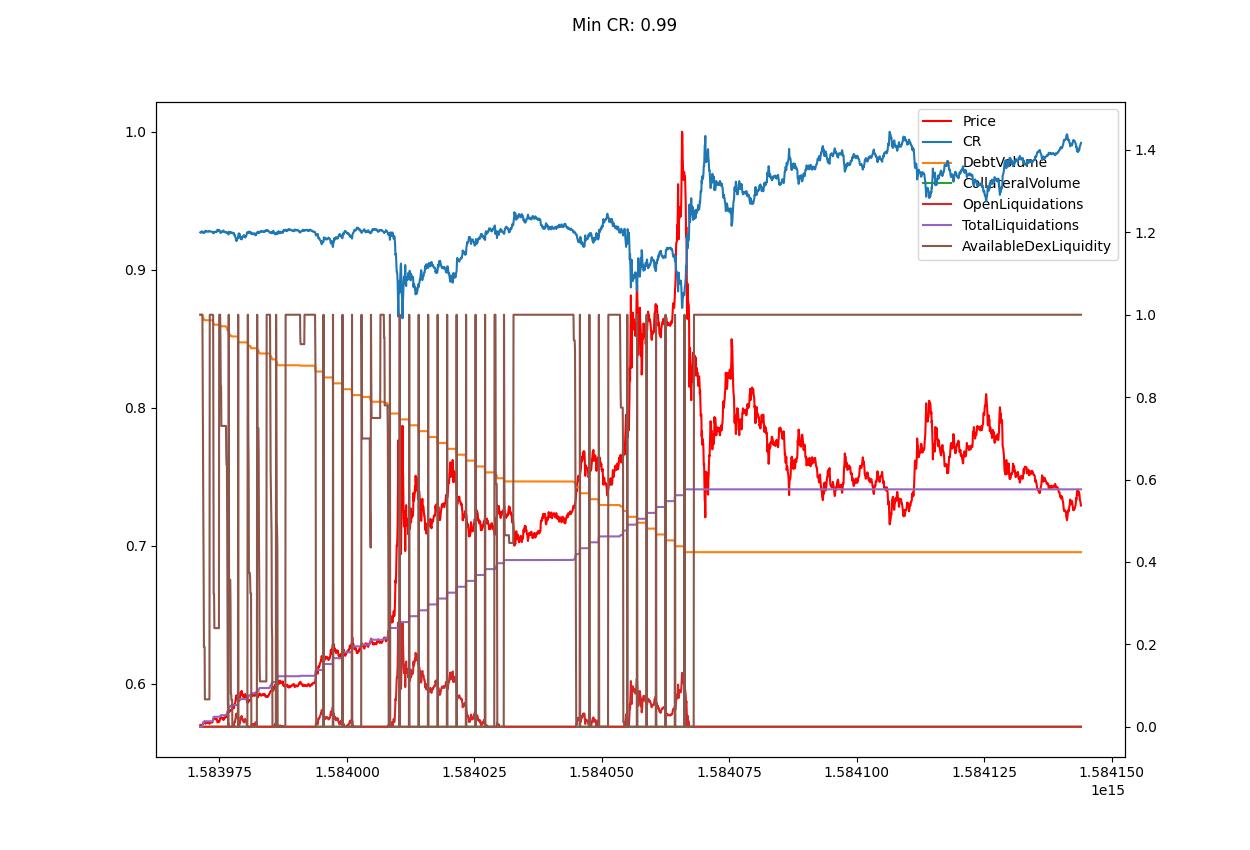 Min CR: 0.99
1.0
0.9
0.8
0.7
0.6
1.4
1.2
1.0
0.8
0.6
0.4
0.2
0.0
Price
CR
DebtVolume
CollateralVolume
OpenLiquidations
TotalLiquidations
AvailableDexLiquidity
1.583975 1.584000 1.584025 1.584050 1.584075 1.584100 1.584125 1.584150
1e15